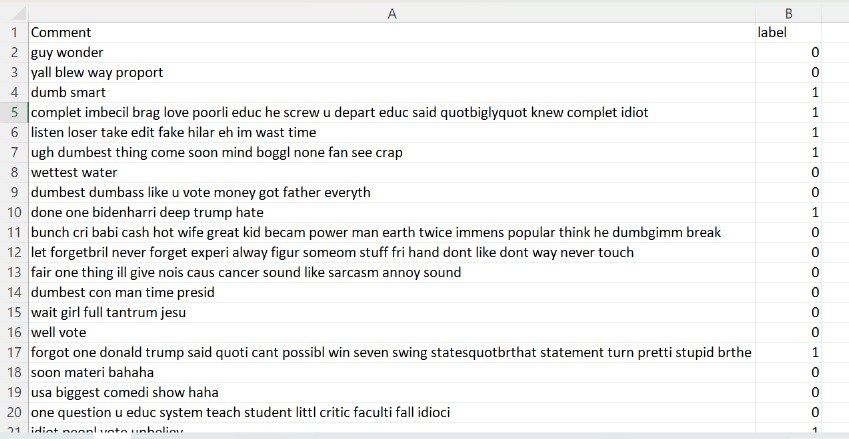 A B
1 Comment label
2 guy wonder 0
3 yall blew way proport 0
4 dumb smart 1
5 complet imbecil brag love poorli educ he screw u depart educ said quotbiglyquot knew complet idiot 1
6 listen loser take edit fake hilar eh im wast time 1
7 ugh dumbest thing come soon mind boggl none fan see crap 1
8 wettest water 0
9 dumbest dumbass like u vote money got father everyth 0
10 done one bidenharri deep trump hate 1
11 bunch cri babi cash hot wife great kid becam power man earth twice immens popular think he dumbgimm break 0
12 let forgetbril never forget experi alway figur someom stuff fri hand dont like dont way never touch 0
13 fair one thing ill give nois caus cancer sound like sarcasm annoy sound 0
14 dumbest con man time presid 0
15 wait girl full tantrum jesu 0
16 well vote 0
17 forgot one donald trump said quoti cant possibl win seven swing statesquotbrthat statement turn pretti stupid brthe 1
18 soon materi bahaha 0
19 usa biggest comedi show haha 0
20 one question u educ system teach student littl critic faculti fall idioci 0
21 idiot peopl vote unbeliev 1